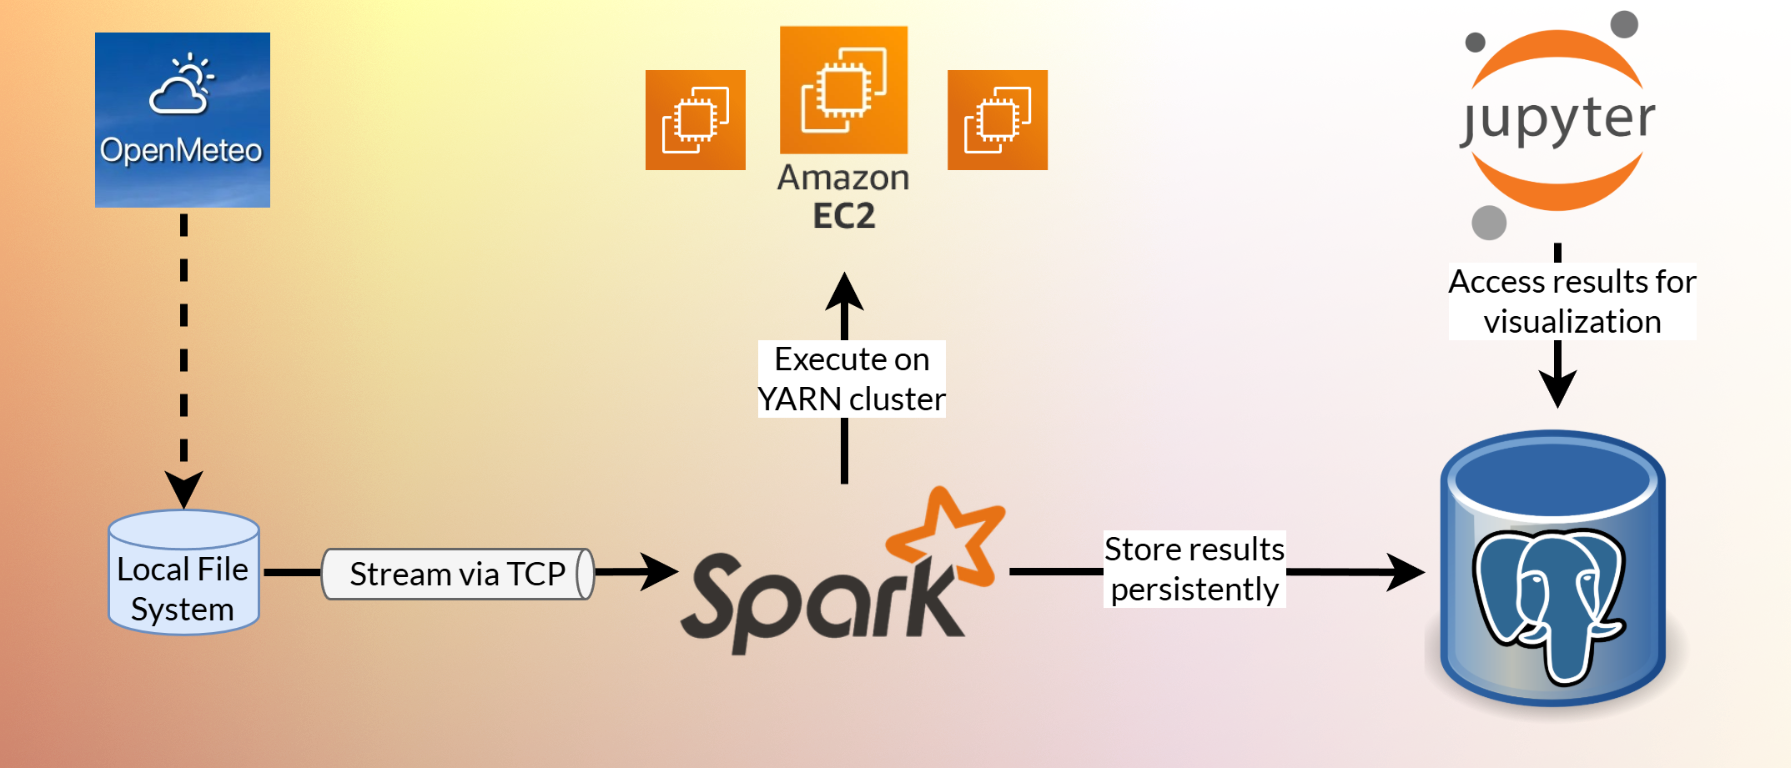 OpenMeteo
Amazon
EC2
jupyter
Access results for
visualization
Execute on
YARN cluster
Local File
System
Stream via TCP
Spark
Store results
persistently